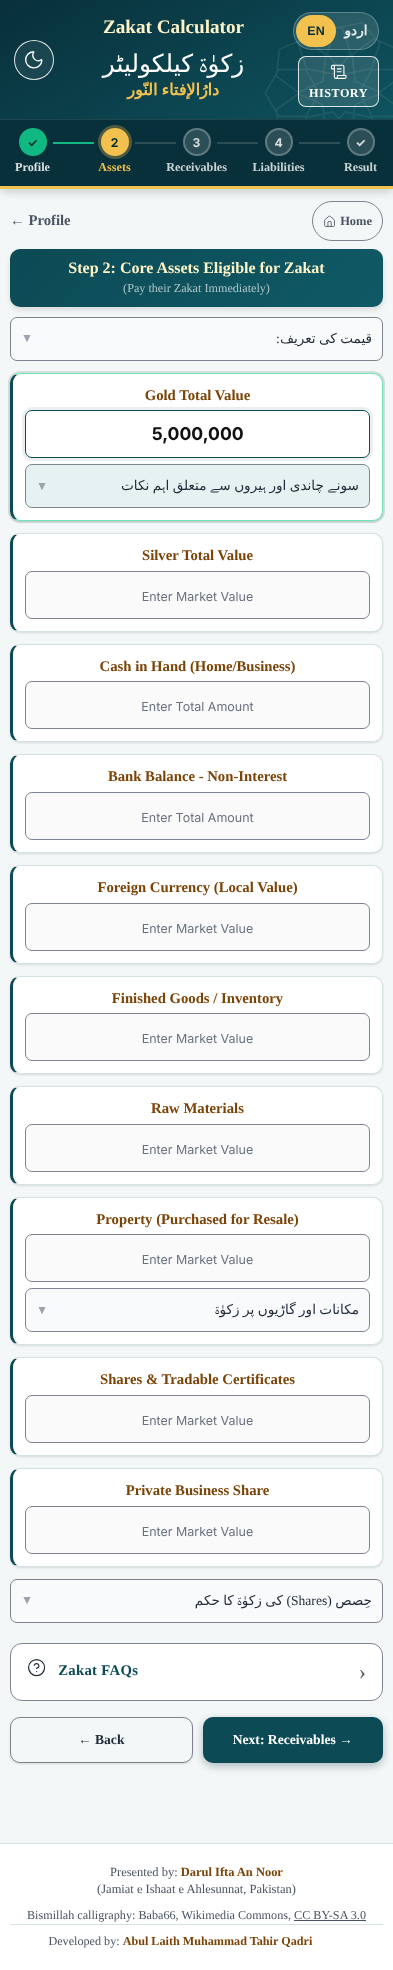 Zakat Calculator
زکوٰۃ کیلکولیٹر
دارُالإفتاء النّور
EN اردو
HISTORY
✓ 2 3 4 ✓
Profile Assets Receivables Liabilities Result
← Profile
Home
Step 2: Core Assets Eligible for Zakat
(Pay their Zakat Immediately)
قیمت کی تعریف:
Gold Total Value
5,000,000
سونے چاندی اور ہیروں سے متعلق اہم نکات
Silver Total Value
Enter Market Value
Cash in Hand (Home/Business)
Enter Total Amount
Bank Balance - Non-Interest
Enter Total Amount
Foreign Currency (Local Value)
Enter Market Value
Finished Goods / Inventory
Enter Market Value
Raw Materials
Enter Market Value
Property (Purchased for Resale)
Enter Market Value
مکانات اور گاڑیوں پر زکوٰۃ
Shares & Tradable Certificates
Enter Market Value
Private Business Share
Enter Market Value
حِصص (Shares) کی زکوٰۃ کا حکم
Zakat FAQs
← Back
Next: Receivables →
Presented by: Darul Ifta An Noor
(Jamiat e Ishaat e Ahlesunnat, Pakistan)
Bismillah calligraphy: Baba66, Wikimedia Commons, CC BY-SA 3.0
Developed by: Abul Laith Muhammad Tahir Qadri